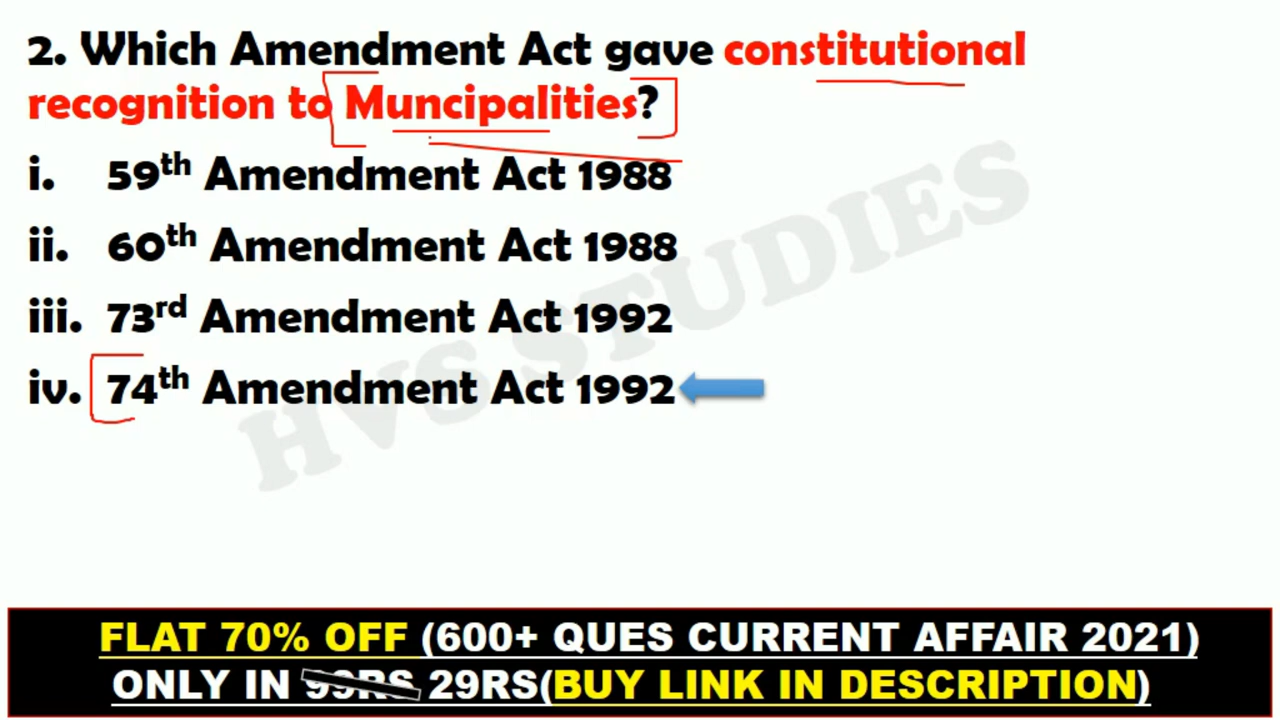 2. Which Amendment Act gave constitutional
recognition to Muncipalities?
i. 59th Amendment Act 1988
ii. 60th Amendment Act 1988
iii. 73rd Amendment Act 1992
iv. 74th Amendment Act 1992
HVS STUDIES
FLAT 70% OFF (600+ QUES CURRENT AFFAIR 2021)
ONLY IN 99RS 29RS(BUY LINK IN DESCRIPTION)